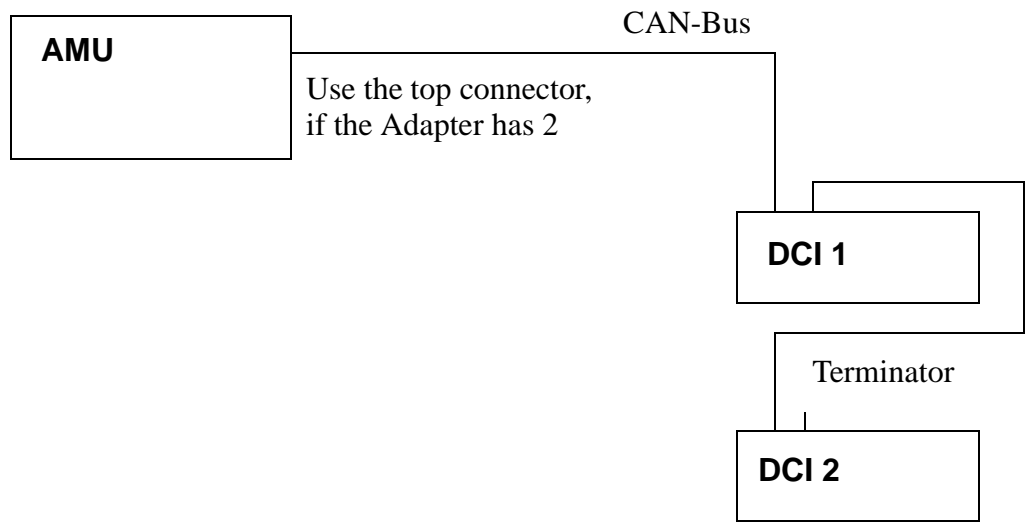 CAN-Bus
AMU
Use the top connector,
if the Adapter has 2
DCI 1
Terminator
DCI 2